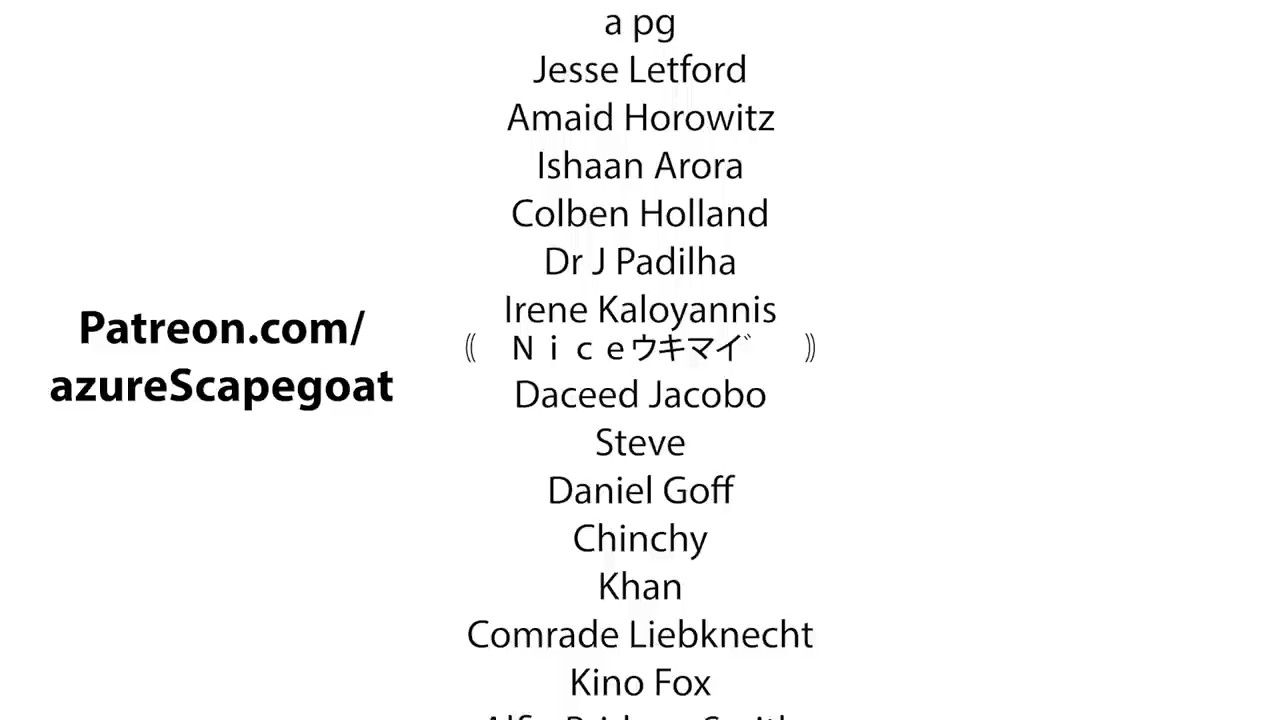 a pg
Jesse Letford
Amaid Horowitz
Ishaan Arora
Colben Holland
Dr J Padilha
Irene Kaloyannis
⸨　Ｎｉｃｅウキマイ゛　⸩
Daceed Jacobo
Steve
Daniel Goff
Chinchy
Khan
Comrade Liebknecht
Kino Fox
Patreon.com/
azureScapegoat